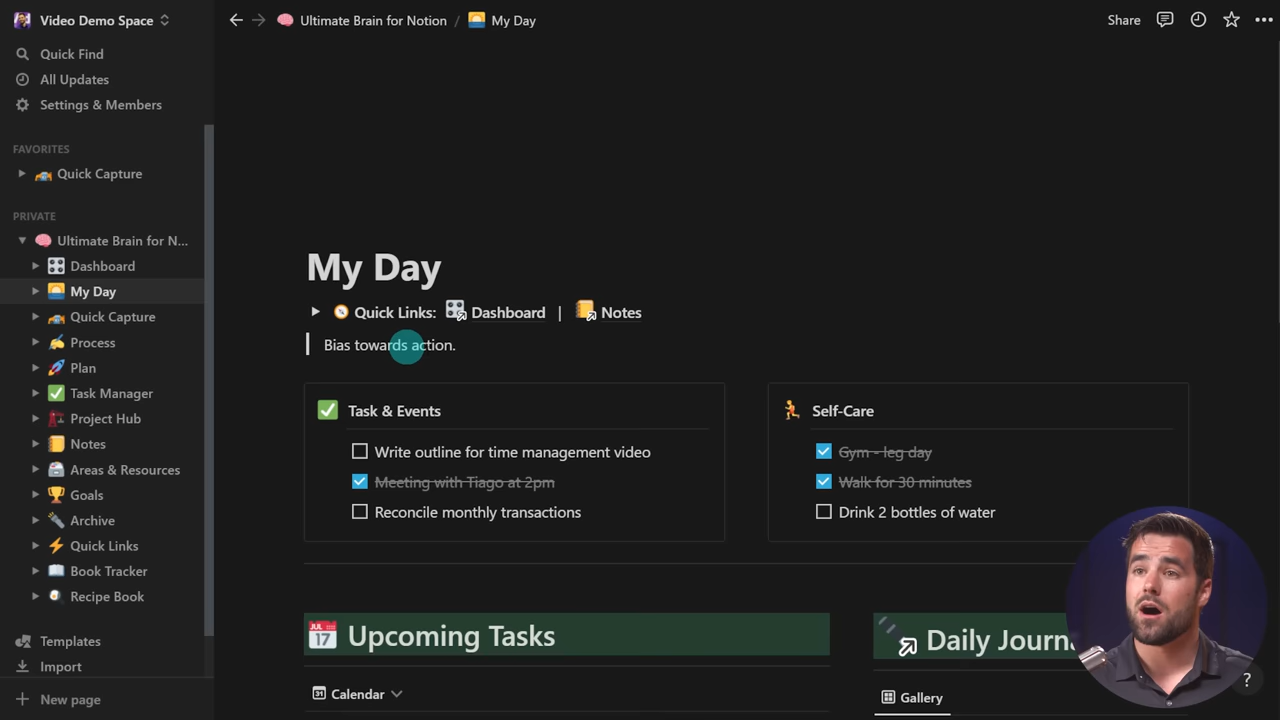 Video Demo Space
Quick Find
All Updates
Settings & Members
FAVORITES
Quick Capture
PRIVATE
Ultimate Brain for N...
Dashboard
My Day
Quick Capture
Process
Plan
Task Manager
Project Hub
Notes
Areas & Resources
Goals
Archive
Quick Links
Book Tracker
Recipe Book
Templates
Import
New page
Ultimate Brain for Notion / My Day
Share
My Day
Quick Links: Dashboard | Notes
Bias towards action.
Task & Events
Write outline for time management video
Meeting with Tiago at 2pm
Reconcile monthly transactions
Self-Care
Gym - leg day
Walk for 30 minutes
Drink 2 bottles of water
JUL
17
Upcoming Tasks
31
Calendar
Daily Journa
Gallery
?